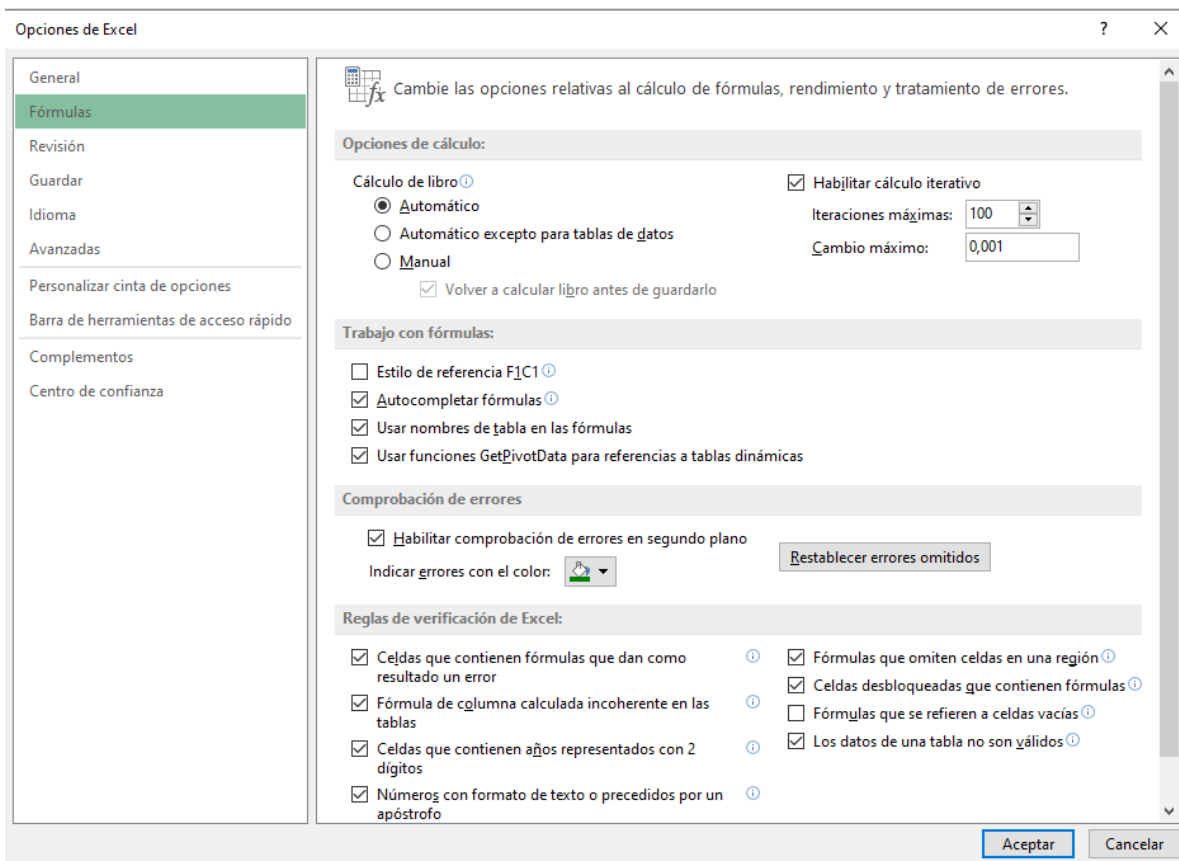 Opciones de Excel
?
General
Fórmulas
Revisión
Guardar
Idioma
Avanzadas
Personalizar cinta de opciones
Barra de herramientas de acceso rápido
Complementos
Centro de confianza
Cambie las opciones relativas al cálculo de fórmulas, rendimiento y tratamiento de errores.
Opciones de cálculo:
Cálculo de libro
Automático
Automático excepto para tablas de datos
Manual
Volver a calcular libro antes de guardarlo
Habilitar cálculo iterativo
Iteraciones máximas: 100
Cambio máximo: 0,001
Trabajo con fórmulas:
Estilo de referencia F1C1
Autocompletar fórmulas
Usar nombres de tabla en las fórmulas
Usar funciones GetPivotData para referencias a tablas dinámicas
Comprobación de errores
Habilitar comprobación de errores en segundo plano
Indicar errores con el color:
Restablecer errores omitidos
Reglas de verificación de Excel:
Celdas que contienen fórmulas que dan como
resultado un error
Fórmula de columna calculada incoherente en las
tablas
Celdas que contienen años representados con 2
dígitos
Números con formato de texto o precedidos por un
apóstrofo
Fórmulas que omiten celdas en una región
Celdas desbloqueadas que contienen fórmulas
Fórmulas que se refieren a celdas vacías
Los datos de una tabla no son válidos
Aceptar
Cancelar